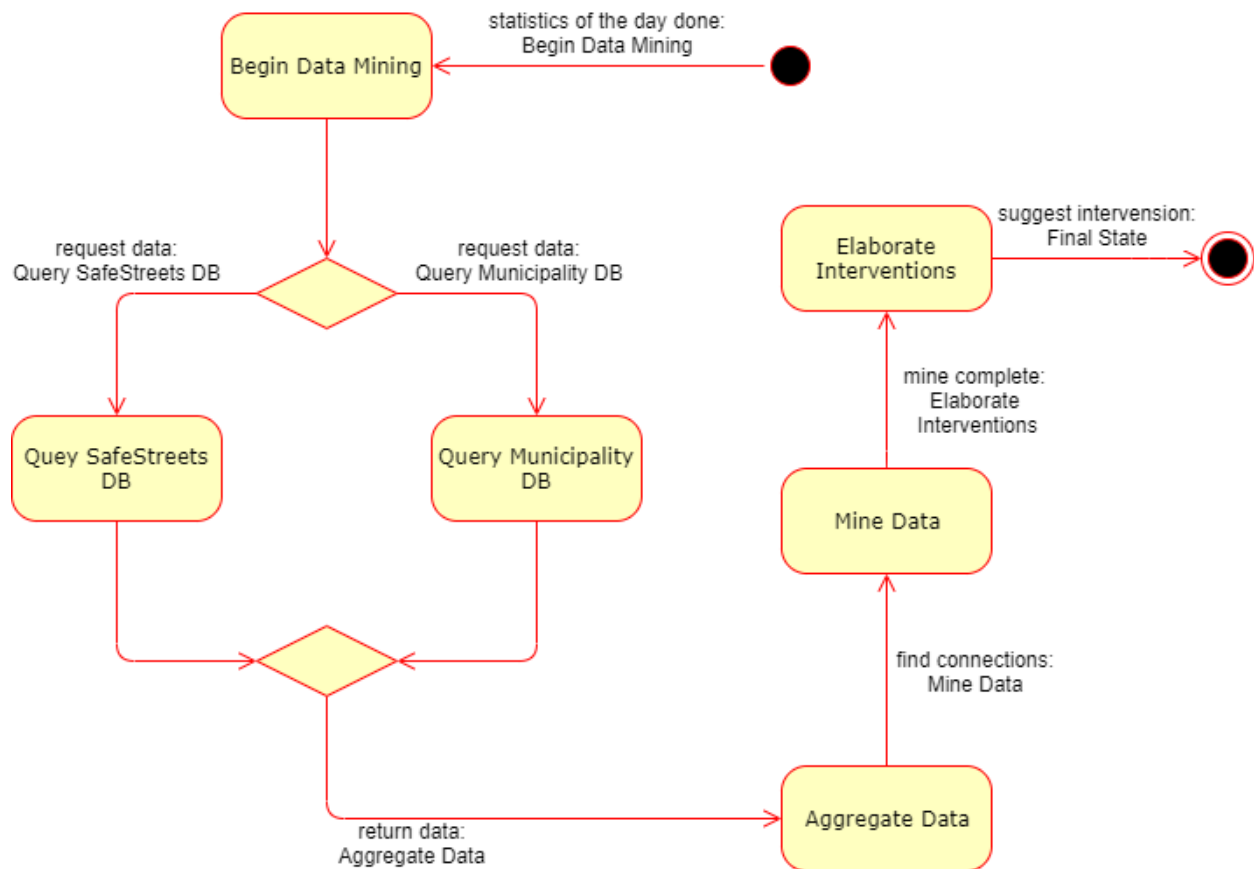 statistics of the day done:
Begin Data Mining
Begin Data Mining
request data:
Query SafeStreets DB
request data:
Query Municipality DB
Quey SafeStreets
DB
Query Municipality
DB
return data:
Aggregate Data
Aggregate Data
find connections:
Mine Data
Mine Data
mine complete:
Elaborate
Interventions
Elaborate
Interventions
suggest intervension:
Final State